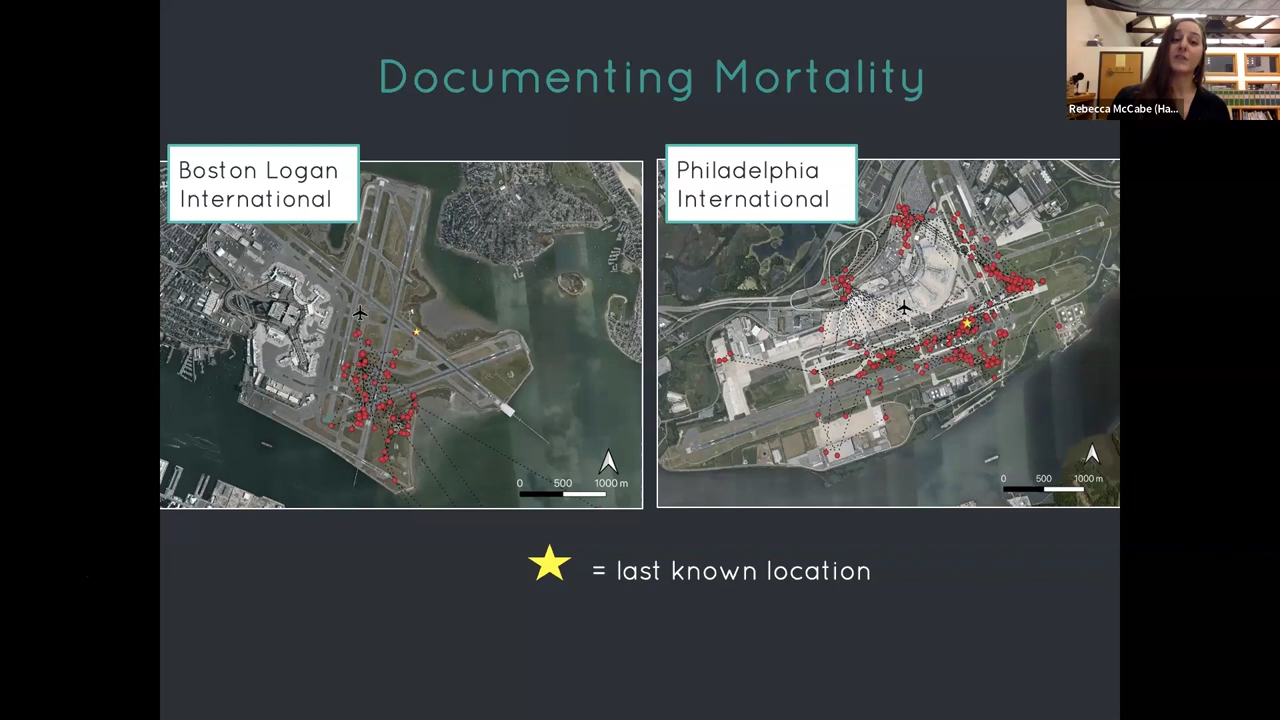 Documenting Mortality
Rebecca McCabe (Ha...
Boston Logan
International
Philadelphia
International
0 500 1000 m
0 500 1000 m
= last known location